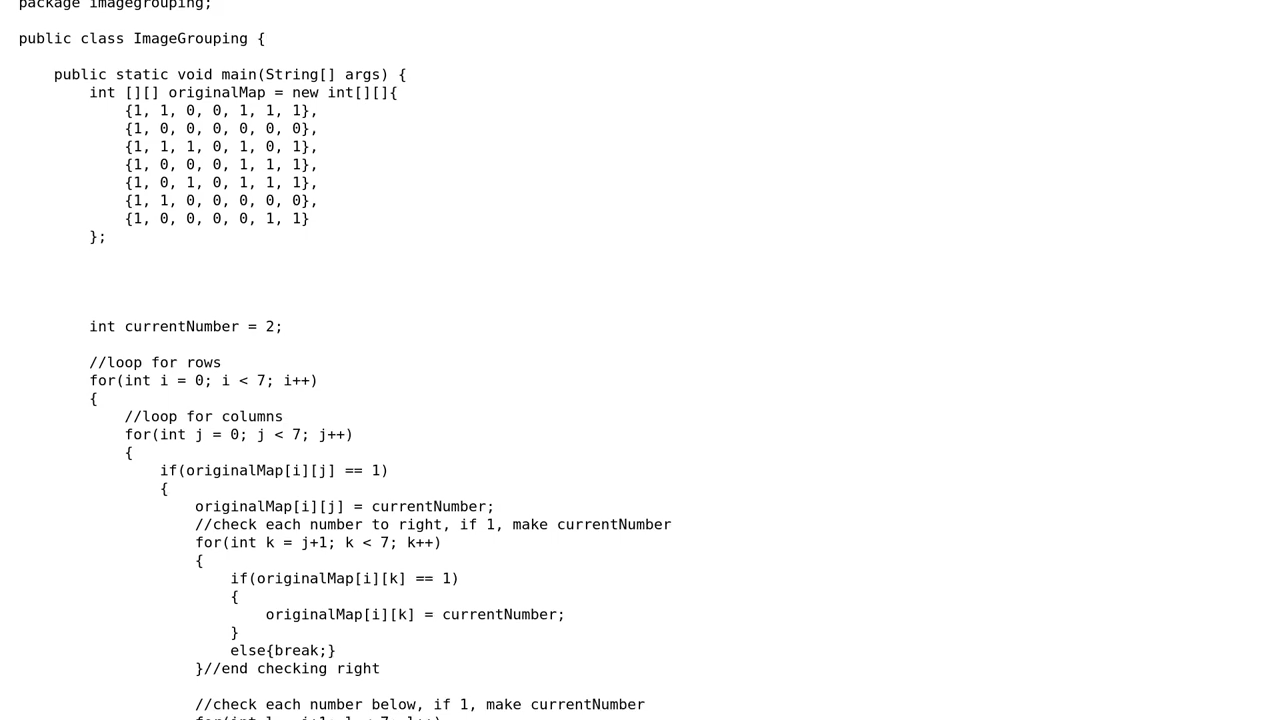 package imagegrouping;
public class ImageGrouping {
public static void main(String[] args) {
int [][] originalMap = new int[][]{
{1, 1, 0, 0, 1, 1, 1},
{1, 0, 0, 0, 0, 0, 0},
{1, 1, 1, 0, 1, 0, 1},
{1, 0, 0, 0, 1, 1, 1},
{1, 0, 1, 0, 1, 1, 1},
{1, 1, 0, 0, 0, 0, 0},
{1, 0, 0, 0, 0, 1, 1}
};
int currentNumber = 2;
//loop for rows
for(int i = 0; i < 7; i++)
{
//loop for columns
for(int j = 0; j < 7; j++)
{
if(originalMap[i][j] == 1)
{
originalMap[i][j] = currentNumber;
//check each number to right, if 1, make currentNumber
for(int k = j+1; k < 7; k++)
{
if(originalMap[i][k] == 1)
{
originalMap[i][k] = currentNumber;
}
else{break;}
}//end checking right
//check each number below, if 1, make currentNumber